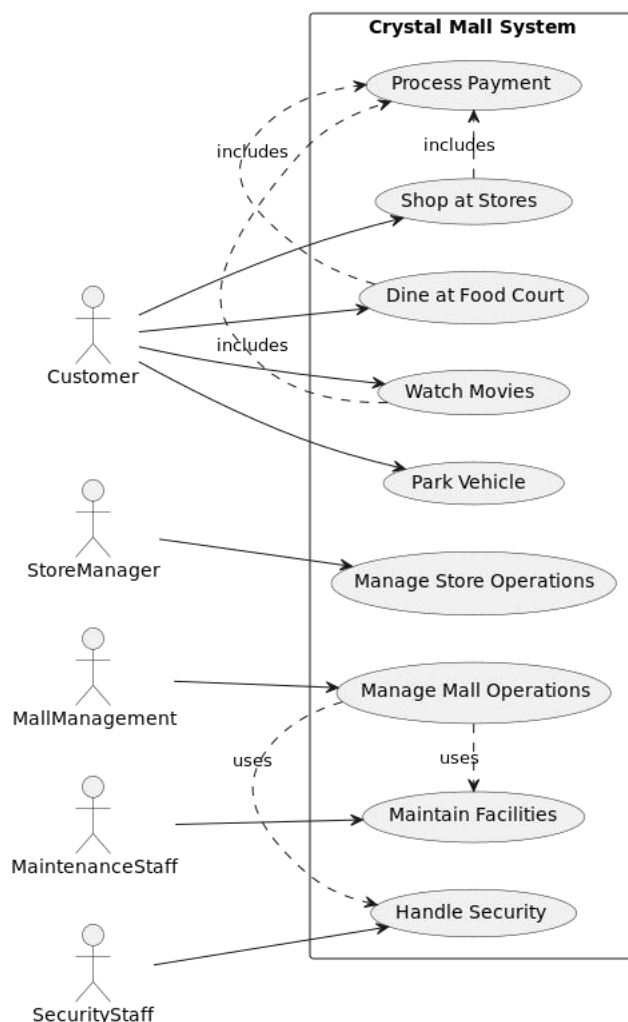 Crystal Mall System
Process Payment
includes
includes
Shop at Stores
Dine at Food Court
includes
Customer
Watch Movies
Park Vehicle
StoreManager
Manage Store Operations
MallManagement
Manage Mall Operations
uses
uses
MaintenanceStaff
Maintain Facilities
Handle Security
SecurityStaff